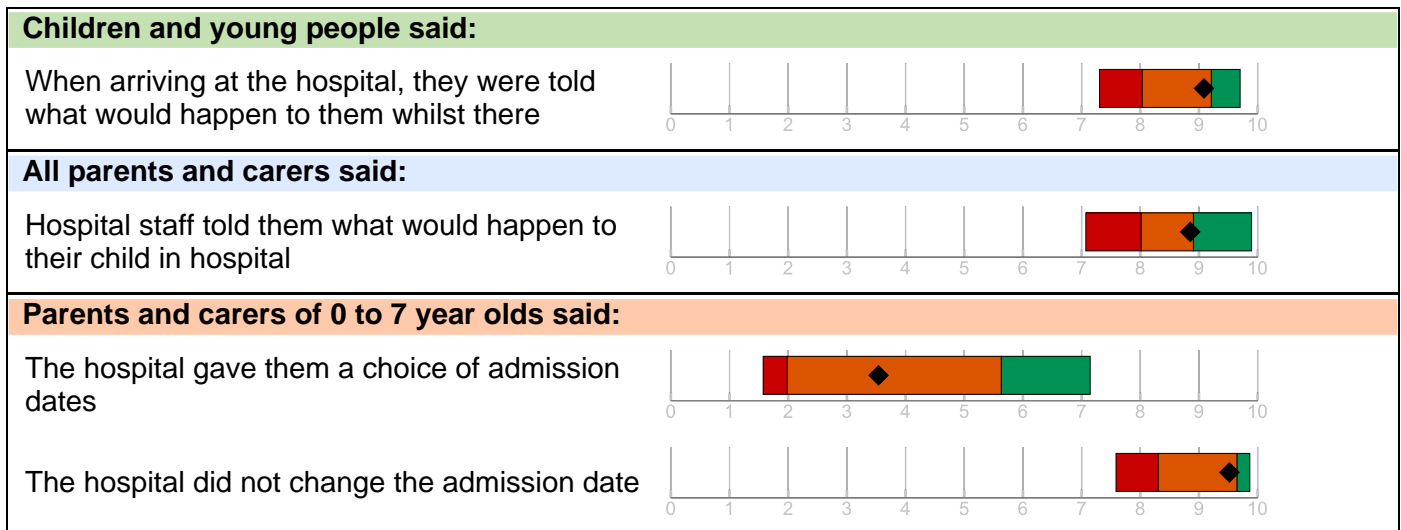 Children and young people said:
When arriving at the hospital, they were told
what would happen to them whilst there
0 1 2 3 4 5 6 7 8 9 10
All parents and carers said:
Hospital staff told them what would happen to
their child in hospital
0 1 2 3 4 5 6 7 8 9 10
Parents and carers of 0 to 7 year olds said:
The hospital gave them a choice of admission
dates
0 1 2 3 4 5 6 7 8 9 10
The hospital did not change the admission date
0 1 2 3 4 5 6 7 8 9 10